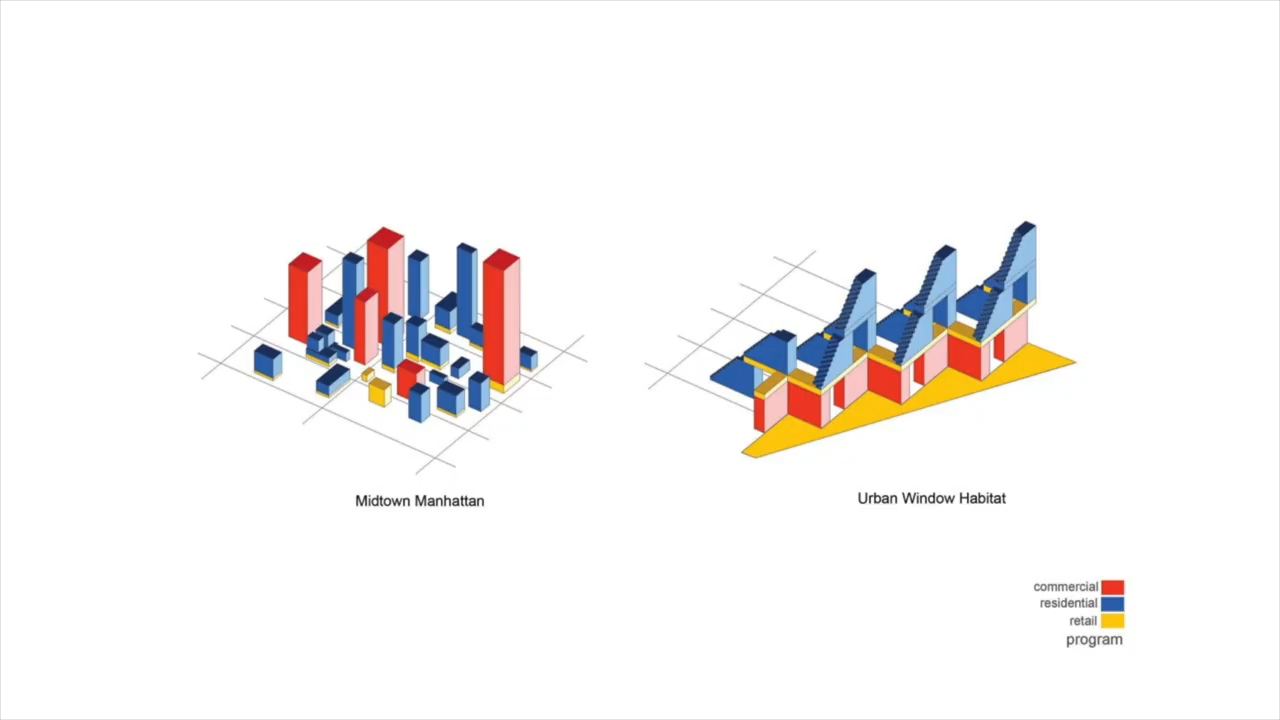 Midtown Manhattan
Urban Window Habitat
commercial
residential
retail
program